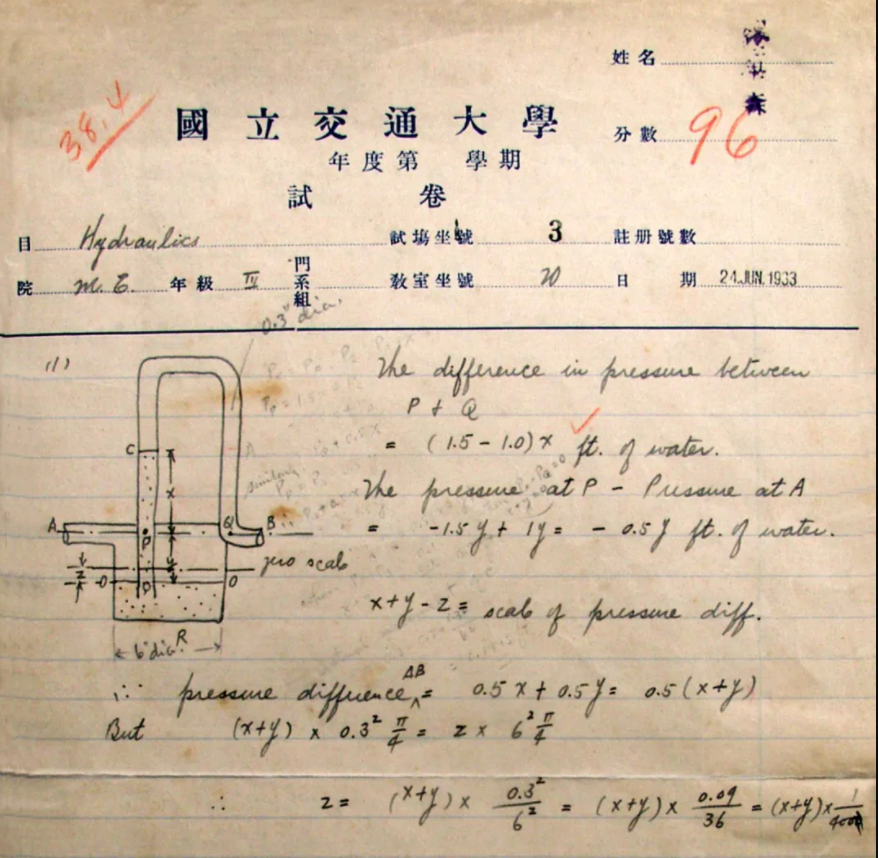 姓名
38.4
國立交通大學
分數 96
年度第 學期
試卷
目 Hydraulics 試場坐號 3 註册號數
院 M.E. 年級 IV 門系組 教室坐號 20 日期 24 JUN. 1933
0.3" dia.
(1) The difference in pressure between
P & Q
= (1.5 - 1.0) x ft. of water.
C
x
The pressure at P - Pressure at A
A P Q B
= -1.5 y + 1y = - 0.5 y ft. of water.
zero scale
z y
O D O
x+y-z = scale of pressure diff.
R
6" dia.
∴ pressure difference AB = 0.5 x + 0.5 y = 0.5 (x+y)
But (x+y) x 0.3² π/4 = z x 6² π/4
∴ z = (x+y) x 0.3²/6² = (x+y) x 0.09/36 = (x+y) x 1/400